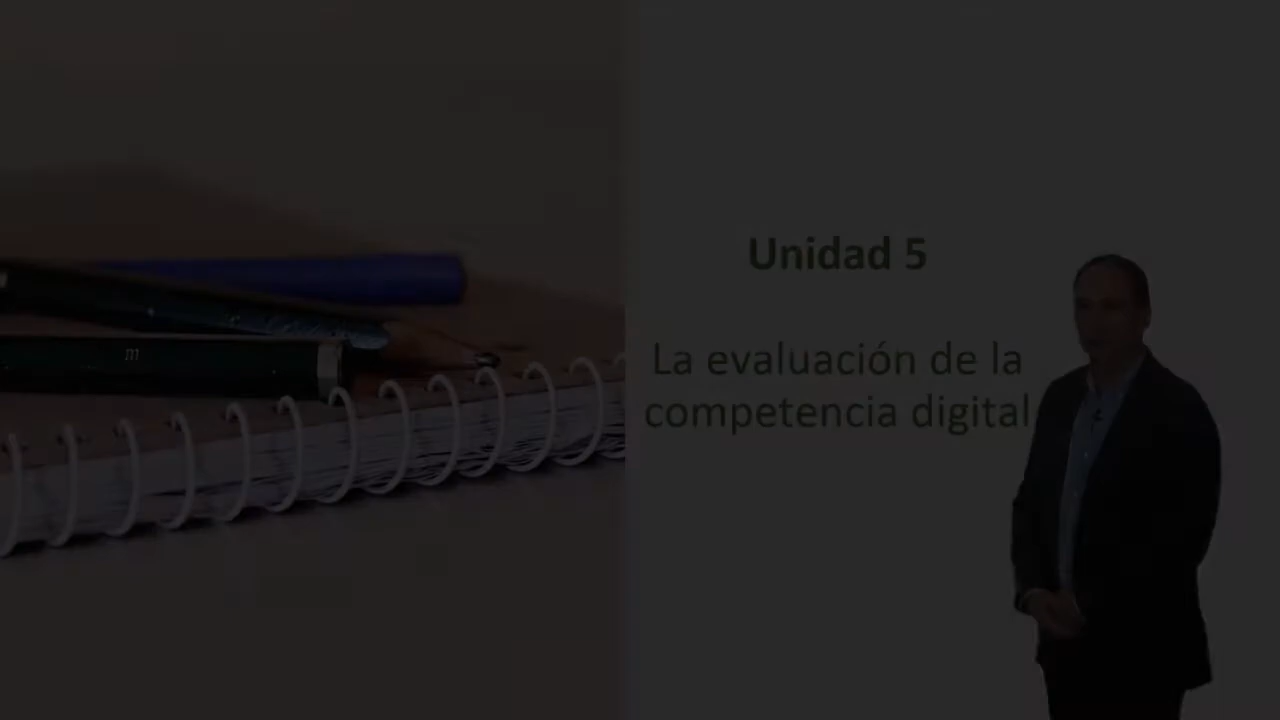 m
Unidad 5
La evaluación de la
competencia digital